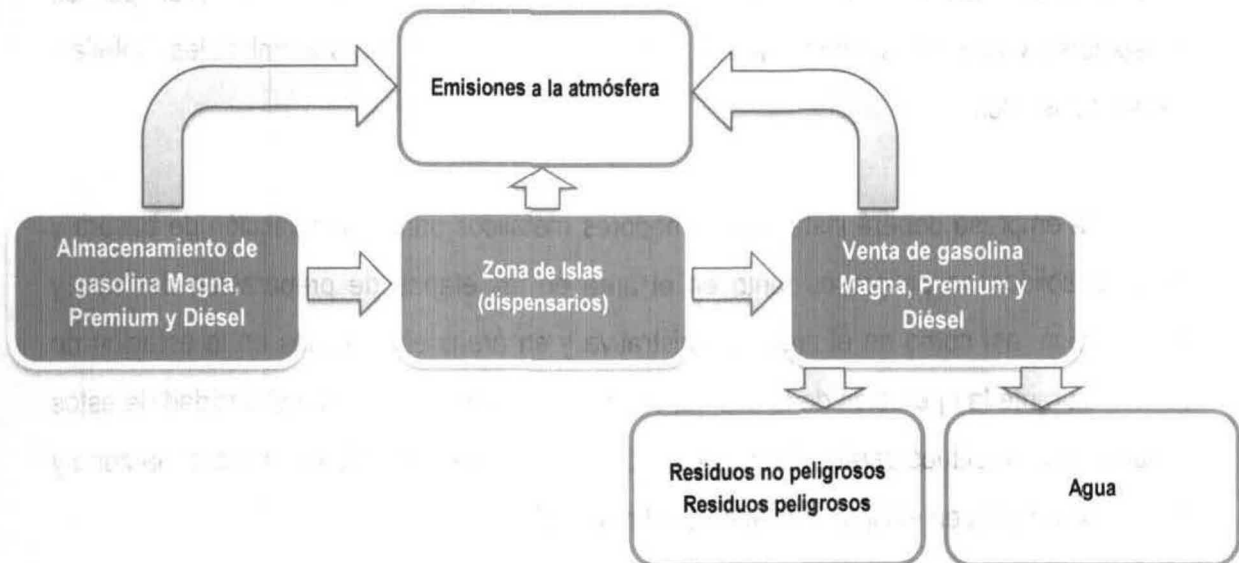 Emisiones a la atmósfera
Almacenamiento de
gasolina Magna,
Premium y Diésel
Zona de Islas
(dispensarios)
Venta de gasolina
Magna, Premium y
Diésel
Residuos no peligrosos
Residuos peligrosos
Agua